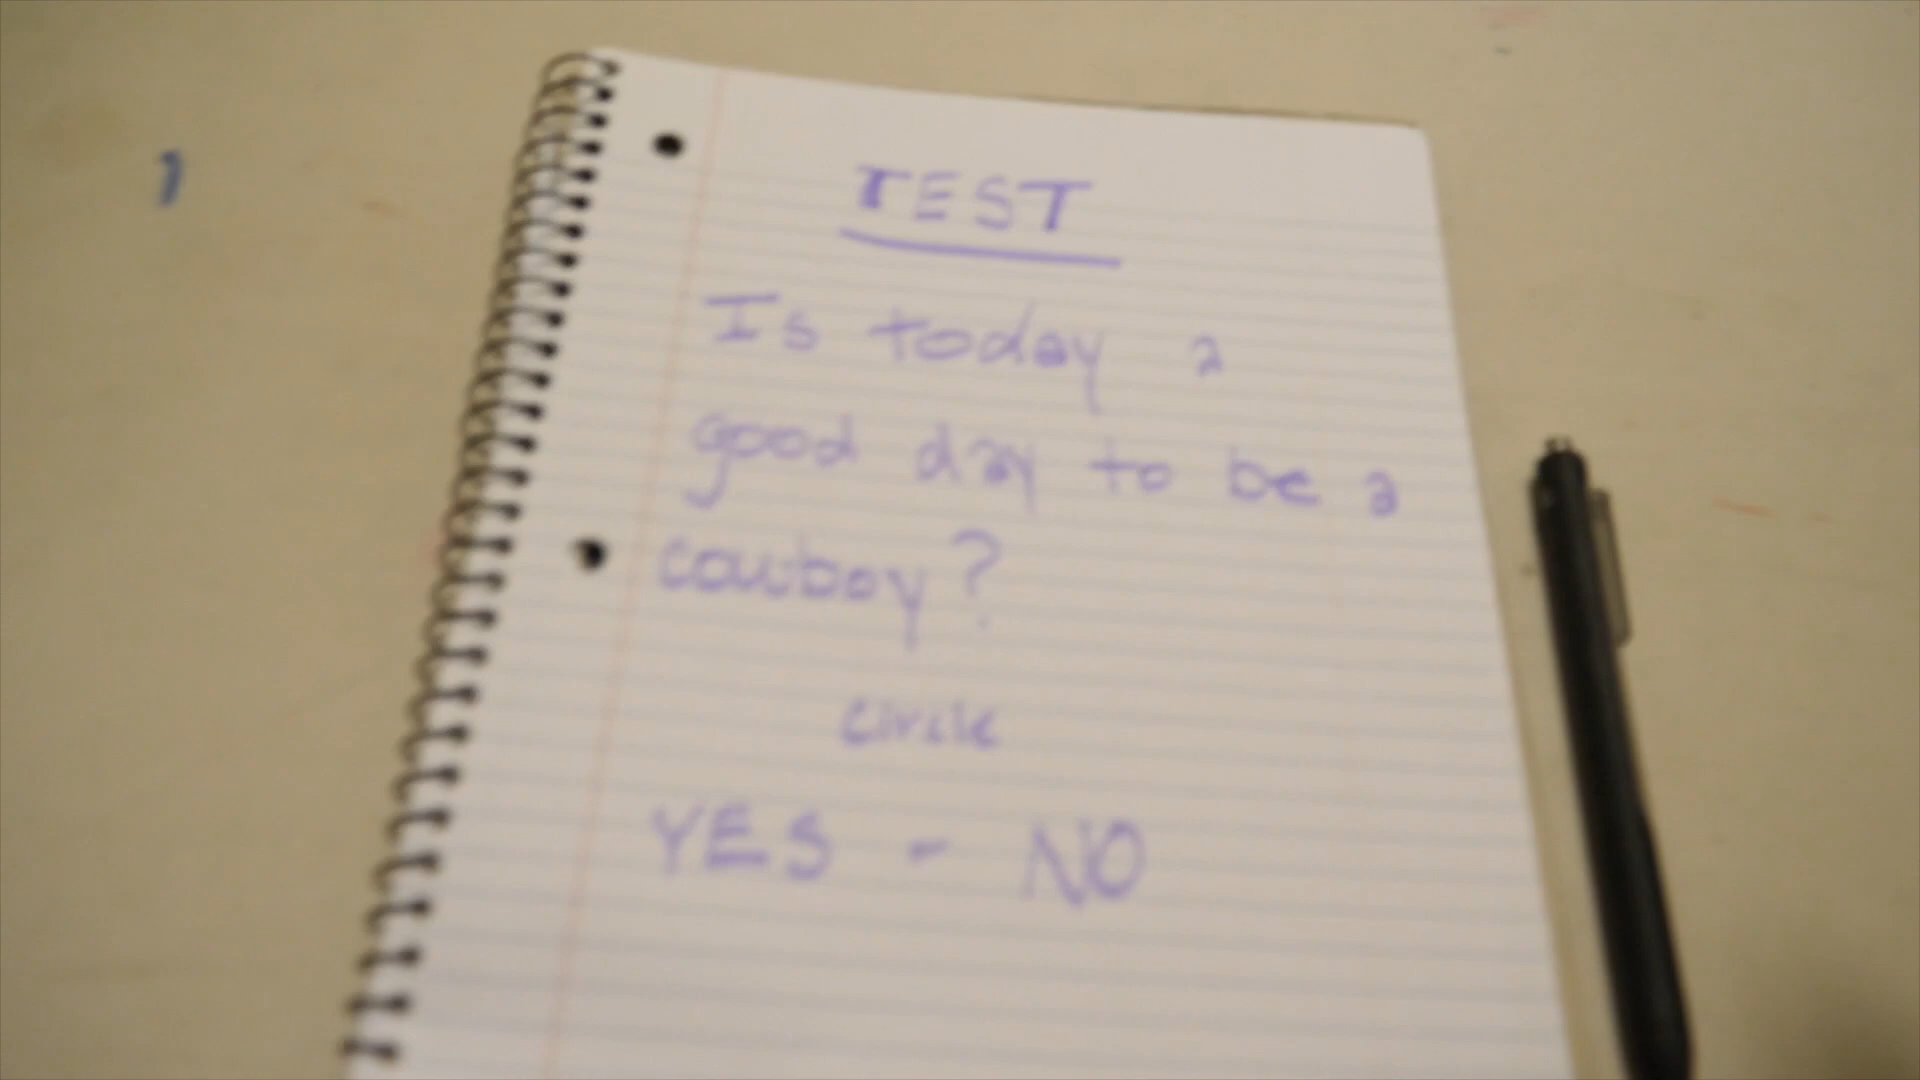 TEST
Is today a
good day to be a
cowboy?
circle
YES - NO